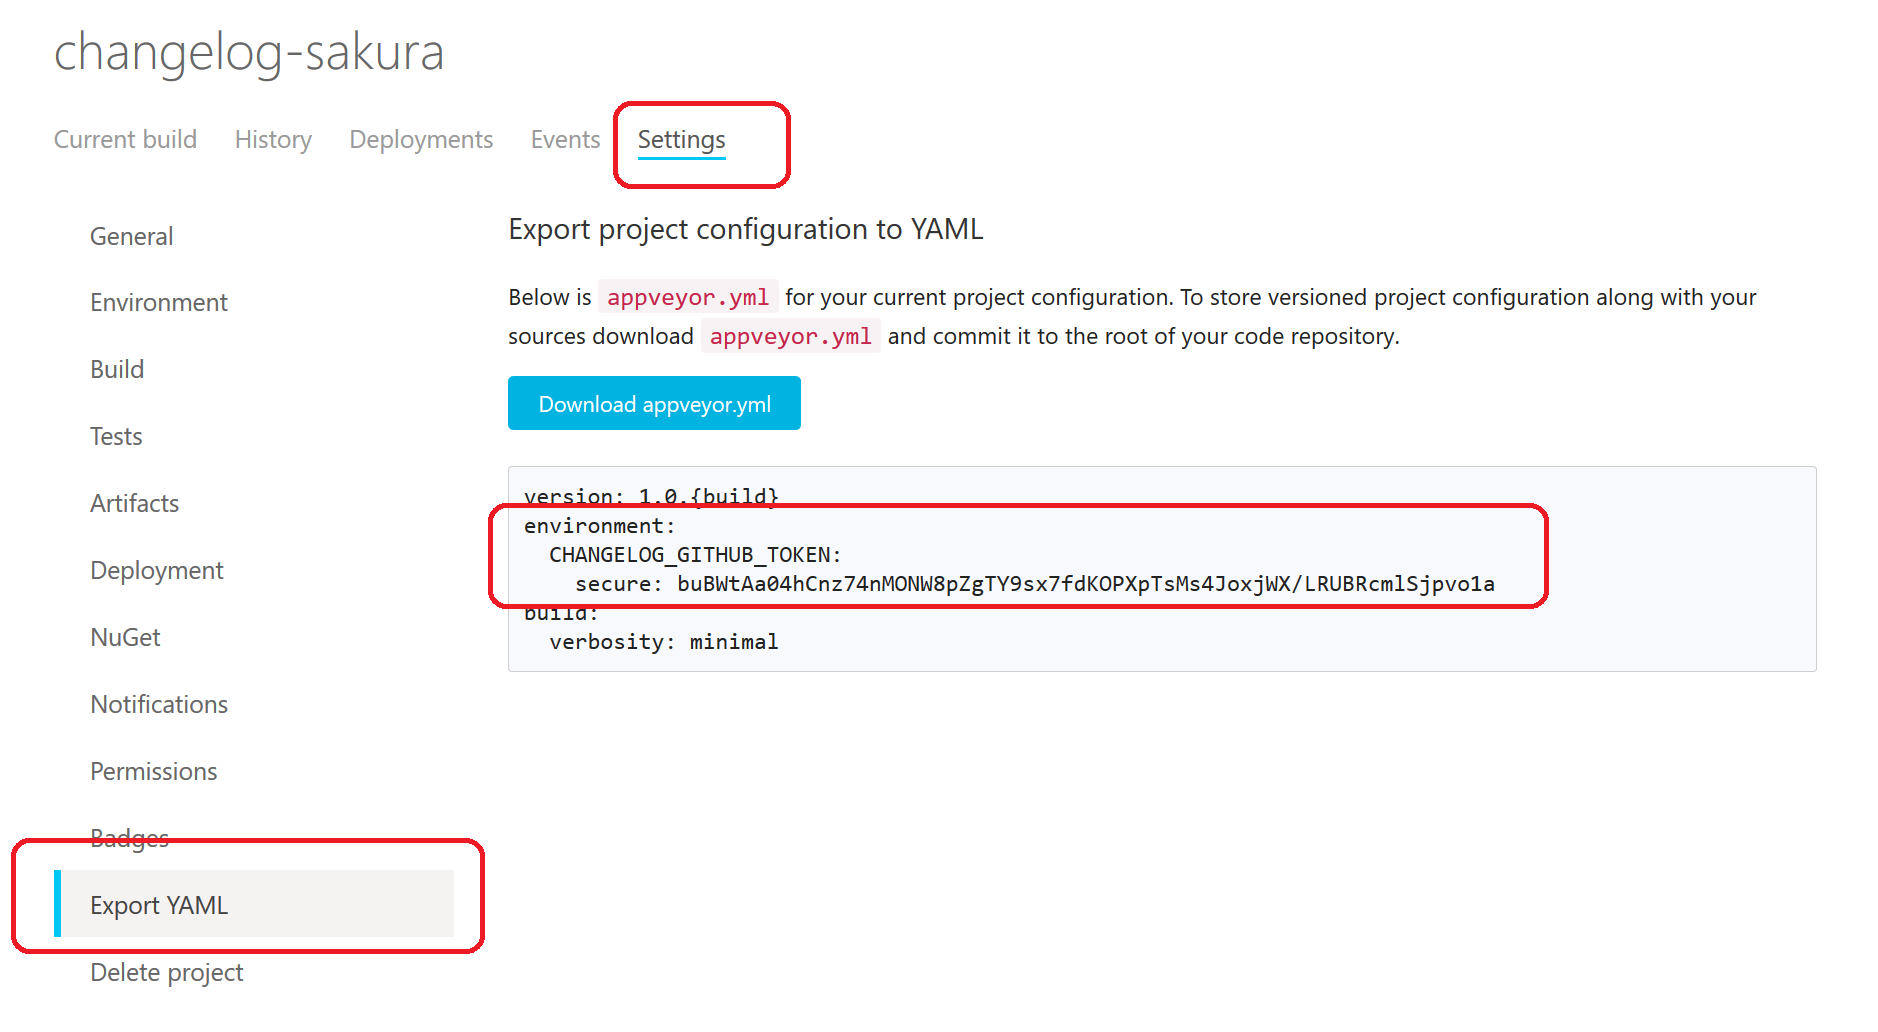 changelog-sakura
Current build History Deployments Events Settings
General
Environment
Build
Tests
Artifacts
Deployment
NuGet
Notifications
Permissions
Badges
Export YAML
Delete project
Export project configuration to YAML
Below is appveyor.yml for your current project configuration. To store versioned project configuration along with your
sources download appveyor.yml and commit it to the root of your code repository.
Download appveyor.yml
version: 1.0.{build}
environment:
  CHANGELOG_GITHUB_TOKEN:
    secure: buBWtAa04hCnz74nMONW8pZgTY9sx7fdKOPXpTsMs4JoxjWX/LRUBRcmlSjpvo1a
build:
  verbosity: minimal